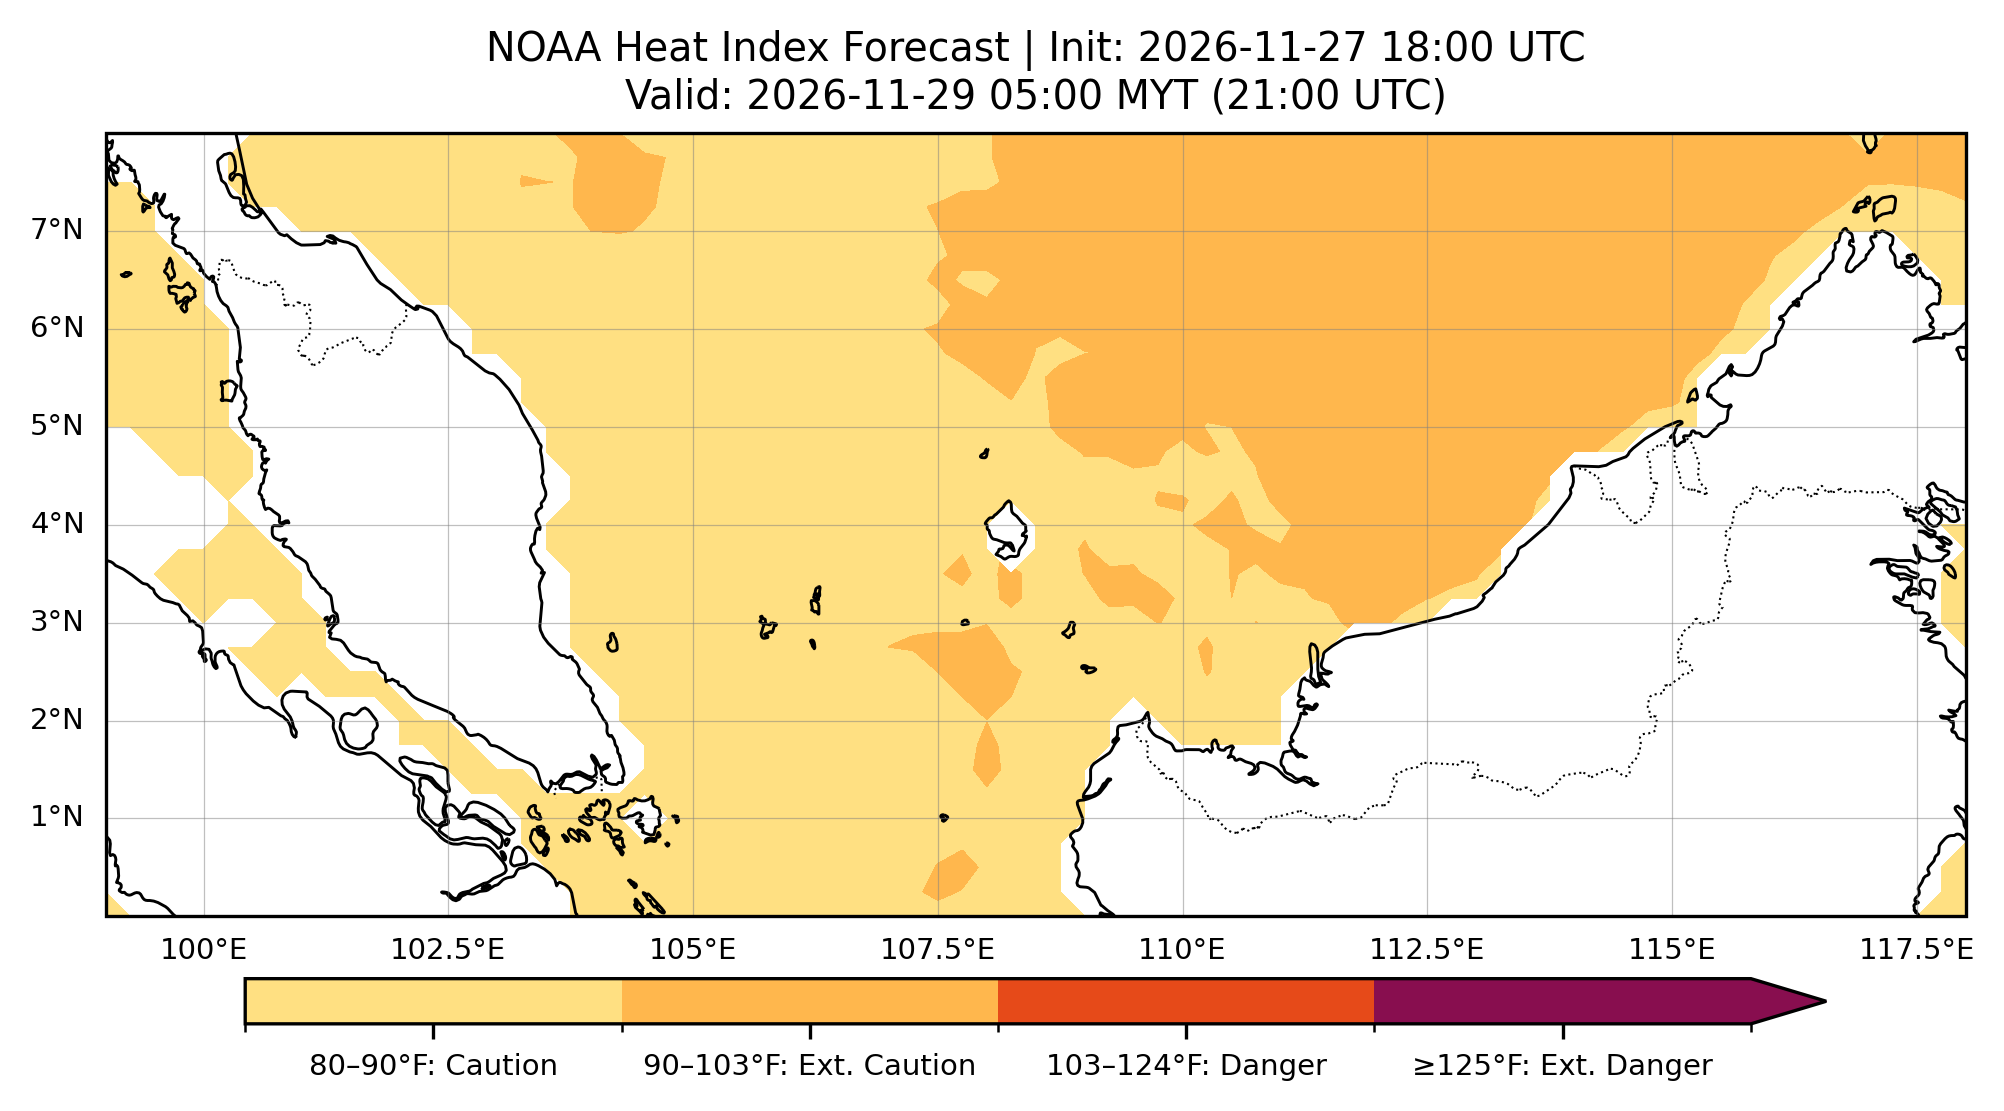 NOAA Heat Index Forecast | Init: 2026-11-27 18:00 UTC
Valid: 2026-11-29 05:00 MYT (21:00 UTC)
7°N
6°N
5°N
4°N
3°N
2°N
1°N
100°E 102.5°E 105°E 107.5°E 110°E 112.5°E 115°E 117.5°E
80–90°F: Caution 90–103°F: Ext. Caution 103–124°F: Danger ≥125°F: Ext. Danger